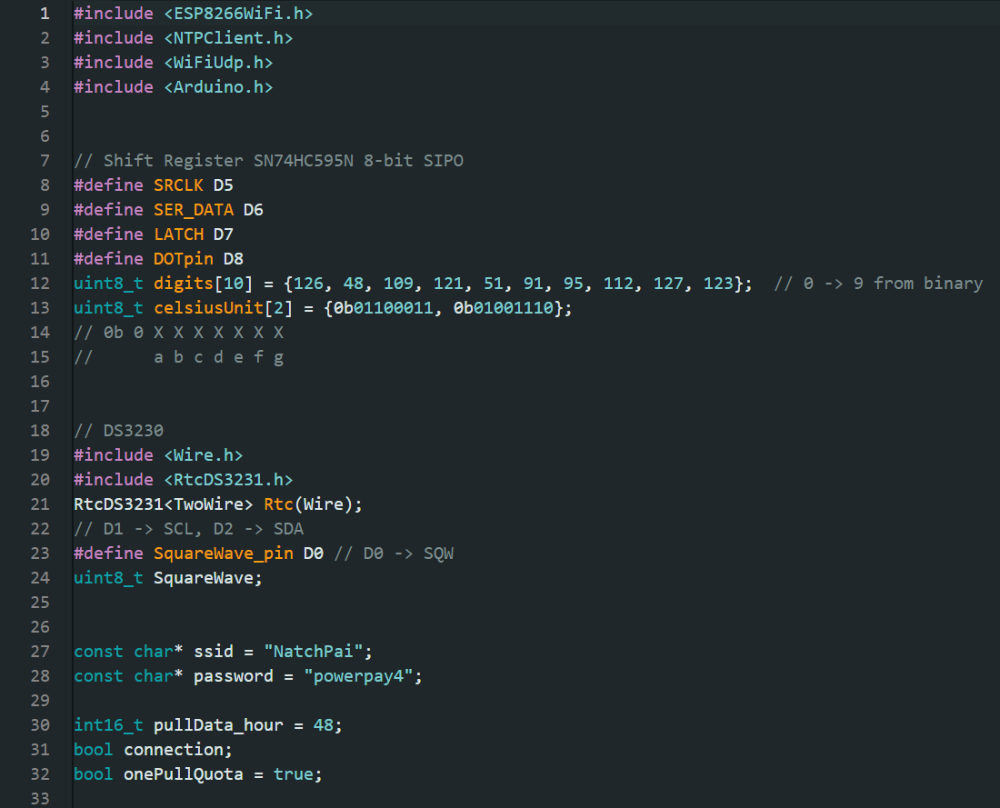 1 #include <ESP8266WiFi.h>
2 #include <NTPClient.h>
3 #include <WiFiUdp.h>
4 #include <Arduino.h>
5
6
7 // Shift Register SN74HC595N 8-bit SIPO
8 #define SRCLK D5
9 #define SER_DATA D6
10 #define LATCH D7
11 #define DOTpin D8
12 uint8_t digits[10] = {126, 48, 109, 121, 51, 91, 95, 112, 127, 123};  // 0 -> 9 from binary
13 uint8_t celsiusUnit[2] = {0b01100011, 0b01001110};
14 // 0b 0 X X X X X X X
15 //      a b c d e f g
16
17
18 // DS3230
19 #include <Wire.h>
20 #include <RtcDS3231.h>
21 RtcDS3231<TwoWire> Rtc(Wire);
22 // D1 -> SCL, D2 -> SDA
23 #define SquareWave_pin D0 // D0 -> SQW
24 uint8_t SquareWave;
25
26
27 const char* ssid = "NatchPai";
28 const char* password = "powerpay4";
29
30 int16_t pullData_hour = 48;
31 bool connection;
32 bool onePullQuota = true;
33